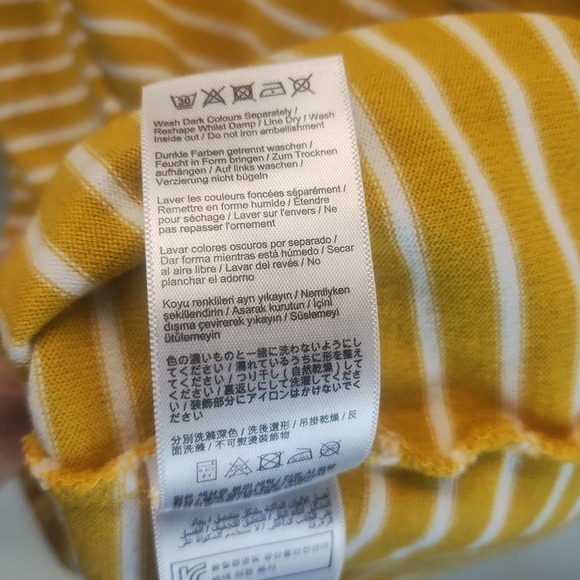 30
Wash Dark Colours Separately /
Reshape Whilst Damp / Line Dry / Wash
inside out / Do not iron embellishment
Dunkle Farben getrennt waschen /
Feucht in Form bringen / Zum Trocknen
aufhängen / Auf links waschen /
Verzierung nicht bügeln
Laver les couleurs foncées séparément /
Remettre en forme humide / Étendre
pour séchage / Laver sur l'envers / Ne
pas repasser l'ornement
Lavar colores oscuros por separado /
Dar forma mientras está húmedo / Secar
al aire libre / Lavar del revés / No
planchar el adorno
Koyu renklileri ayrı yıkayın / Nemliyken
şekillendirin / Asarak kurutun / İçini
dışına çevirerek yıkayın / Süslemeyi
ütülemeyin
色の濃いものと一緒に洗わないようにし
てください / 濡れているうちに形を整え
てください / つり干し(自然乾燥)して
ください / 裏返しにして洗濯してくださ
い / 装飾部分にアイロンはかけないでく
ださい
分別洗滌深色 / 洗後還形 / 吊掛乾燥 / 反
面洗滌 / 不可熨燙裝飾物